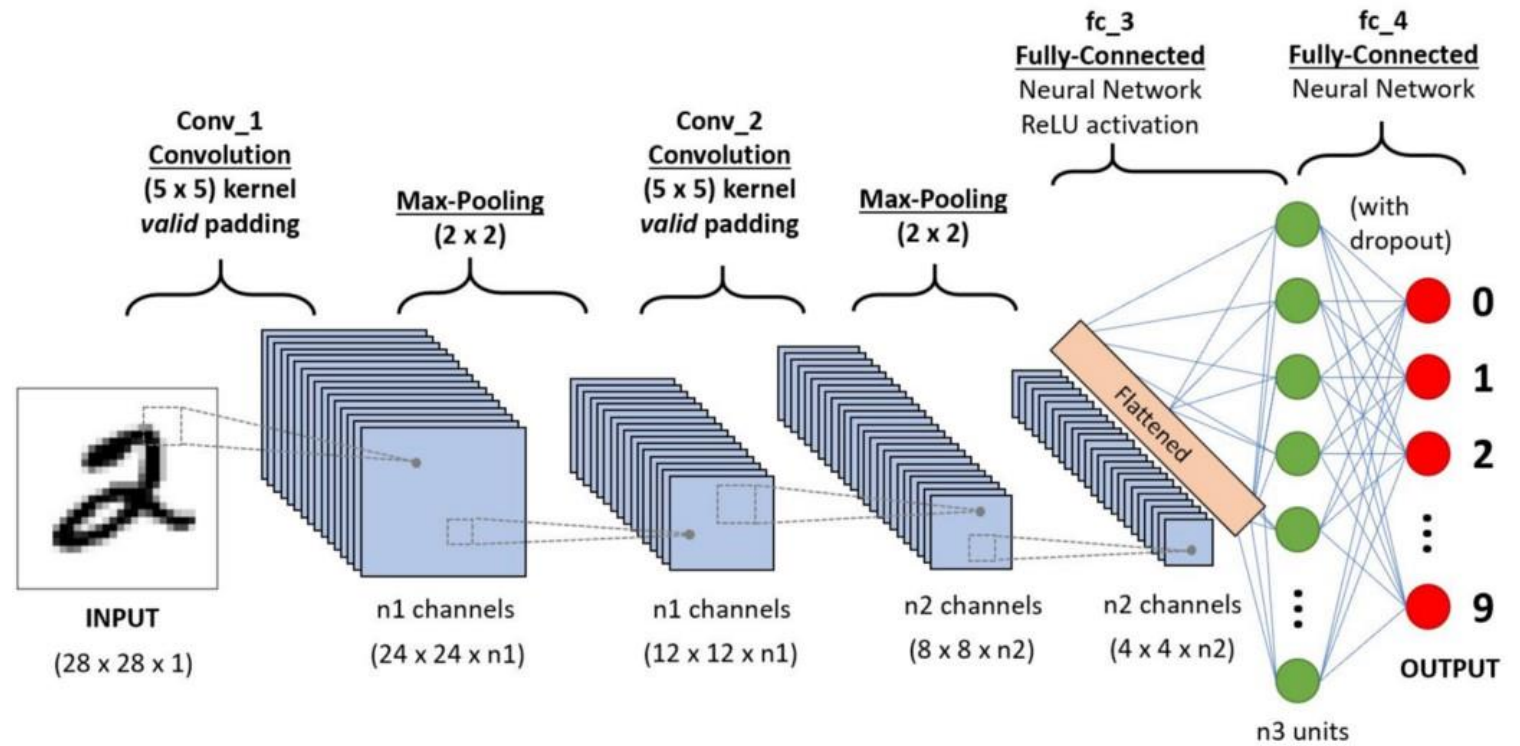 Conv_1
Convolution
(5 x 5) kernel
valid padding
Max-Pooling
(2 x 2)
Conv_2
Convolution
(5 x 5) kernel
valid padding
Max-Pooling
(2 x 2)
fc_3
Fully-Connected
Neural Network
ReLU activation
fc_4
Fully-Connected
Neural Network
(with
dropout)
2
Flattened
0
1
2
9
INPUT
(28 x 28 x 1)
n1 channels
(24 x 24 x n1)
n1 channels
(12 x 12 x n1)
n2 channels
(8 x 8 x n2)
n2 channels
(4 x 4 x n2)
n3 units
OUTPUT